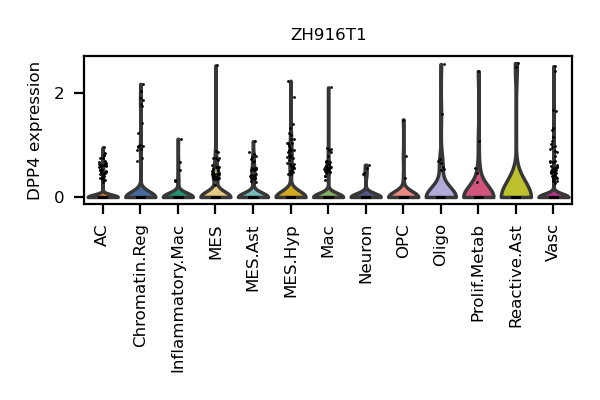 ZH916T1
DPP4 expression
2
0
AC
Chromatin.Reg
Inflammatory.Mac
MES
MES.Ast
MES.Hyp
Mac
Neuron
OPC
Oligo
Prolif.Metab
Reactive.Ast
Vasc